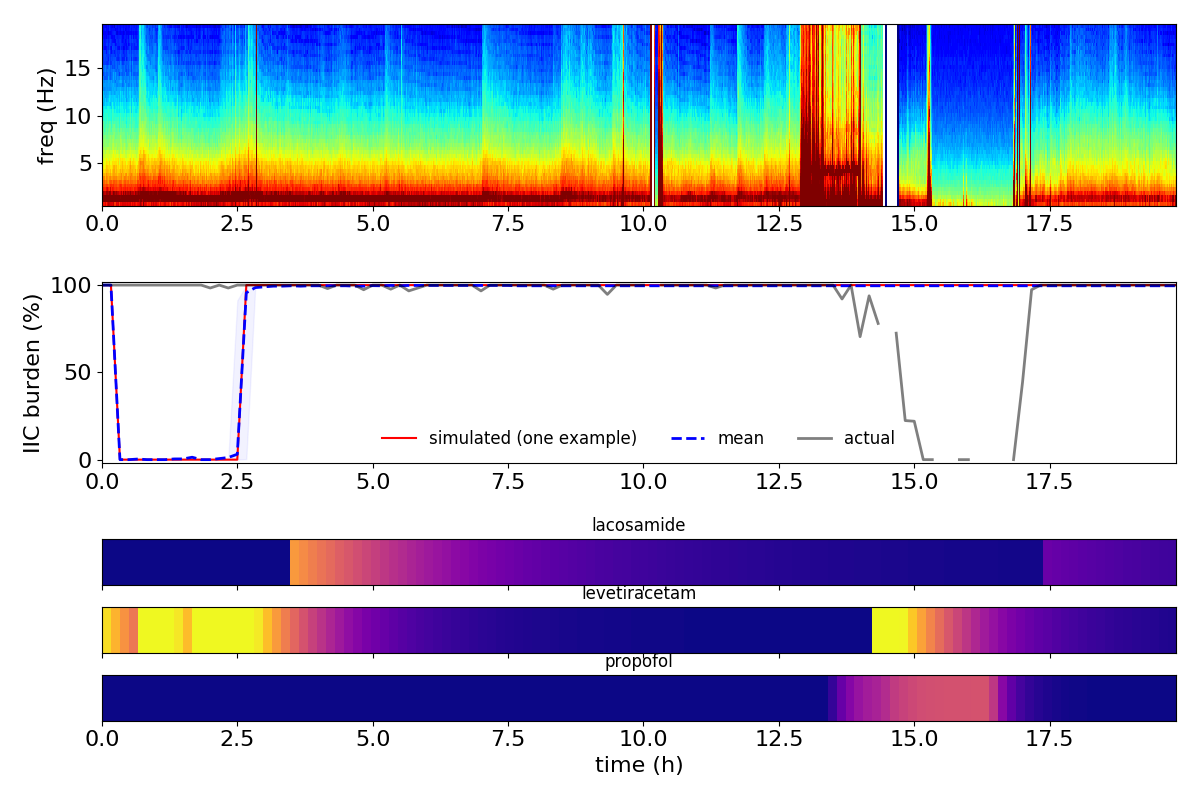 freq (Hz)
15
10
5
0.0 2.5 5.0 7.5 10.0 12.5 15.0 17.5
IIC burden (%)
100
50
0
simulated (one example) mean actual
0.0 2.5 5.0 7.5 10.0 12.5 15.0 17.5
lacosamide
levetiracetam
propofol
0.0 2.5 5.0 7.5 10.0 12.5 15.0 17.5
time (h)